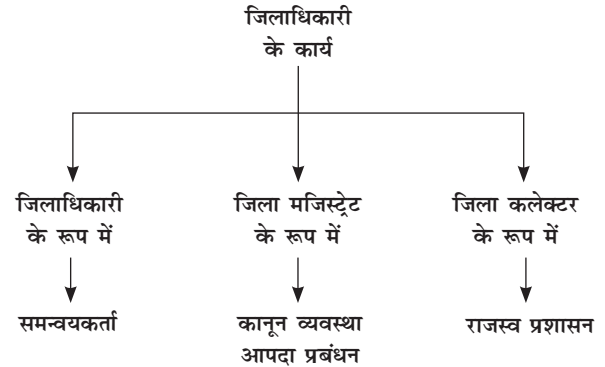 जिलाधिकारी
के कार्य
जिलाधिकारी
के रूप में
जिला मजिस्ट्रेट
के रूप में
जिला कलेक्टर
के रूप में
समन्वयकर्ता
कानून व्यवस्था
आपदा प्रबंधन
राजस्व प्रशासन